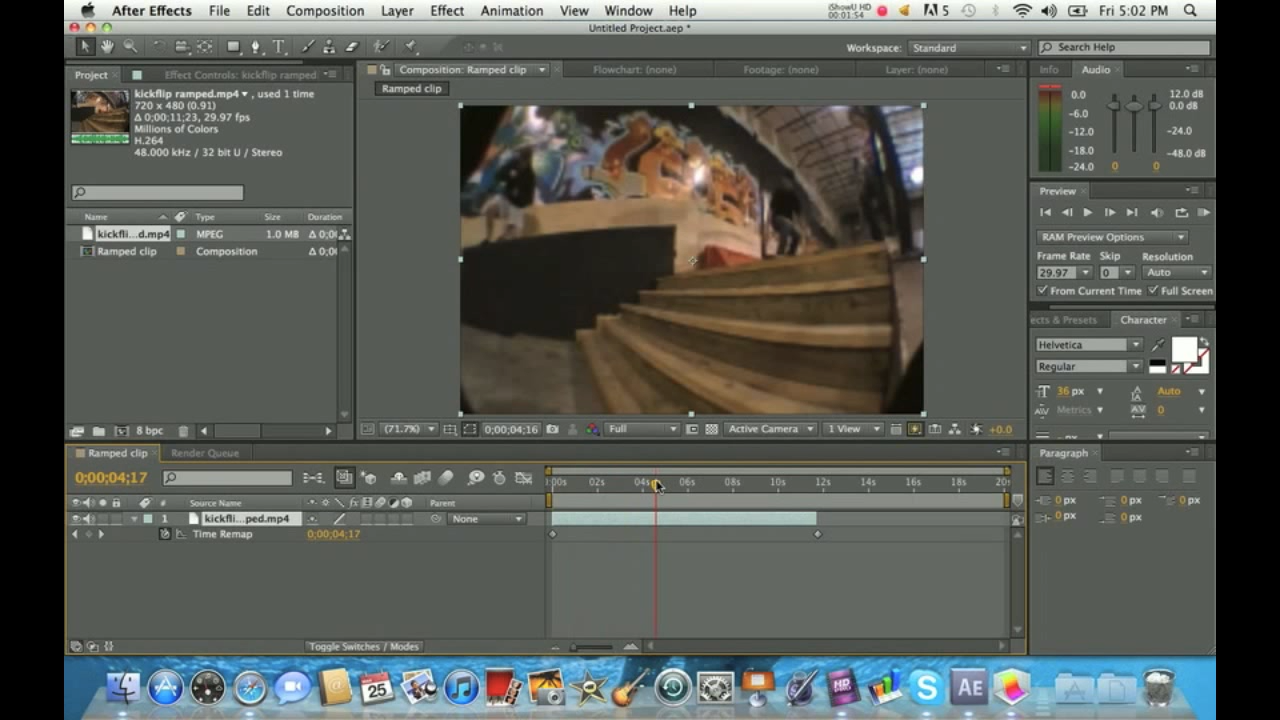 After Effects File Edit Composition Layer Effect Animation View Window Help iShowU HD 00:01:54 5 Fri 5:02 PM
Untitled Project.aep *
Workspace: Standard Search Help
Project Effect Controls: kickflip ramped Composition: Ramped clip Flowchart: (none) Footage: (none) Layer: (none) Info Audio
Ramped clip
kickflip ramped.mp4 , used 1 time
720 x 480 (0.91)
Δ 0;00;11;23, 29.97 fps
Millions of Colors
H.264
48.000 kHz / 32 bit U / Stereo
0.0 12.0 dB
0.0 dB
-6.0
-12.0 -24.0
-18.0 -48.0 dB
-24.0 0 0
Preview
Name Type Size Duration
kickfli...d.mp4 MPEG 1.0 MB Δ 0;0(
Ramped clip Composition Δ 0;0(
RAM Preview Options
Frame Rate Skip Resolution
29.97 0 Auto
From Current Time Full Screen
ects & Presets Character
Helvetica
Regular
36 px Auto
Metrics 0
8 bpc (71.7%) 0;00;04;16 Full Active Camera 1 View +0.0
Ramped clip Render Queue Paragraph
0;00;04;17 ):00s 02s 04s 06s 08s 10s 12s 14s 16s 18s 20s
# Source Name Parent
1 kickfli...ped.mp4 None
Time Remap 0;00;04;17
0 px 0 px 0 px
0 px 0 px
Toggle Switches / Modes
25 HD AE